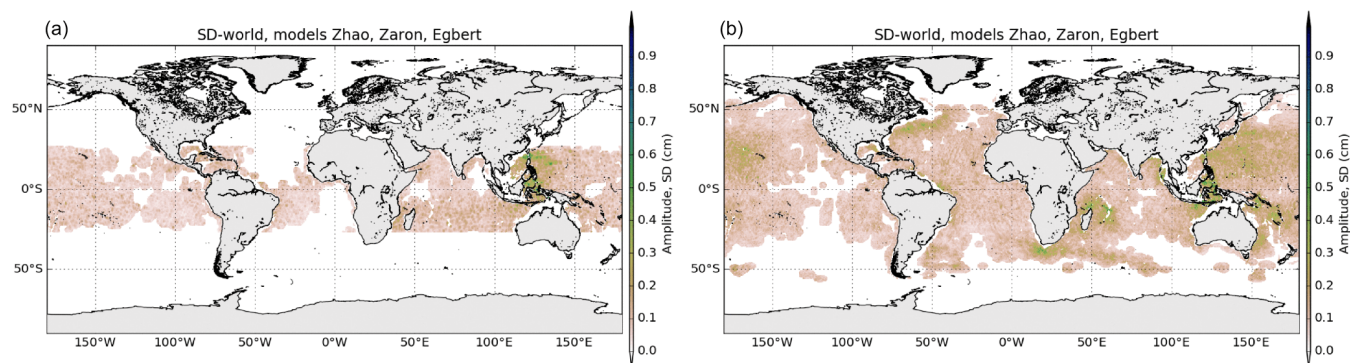 (a)
SD-world, models Zhao, Zaron, Egbert
50°N
0°S
50°S
150°W 100°W 50°W 0°W 50°E 100°E 150°E
0.9
0.8
0.7
0.6
0.5
0.4
0.3
0.2
0.1
0.0
Amplitude, SD (cm)
(b)
SD-world, models Zhao, Zaron, Egbert
50°N
0°S
50°S
150°W 100°W 50°W 0°W 50°E 100°E 150°E
0.9
0.8
0.7
0.6
0.5
0.4
0.3
0.2
0.1
0.0
Amplitude, SD (cm)